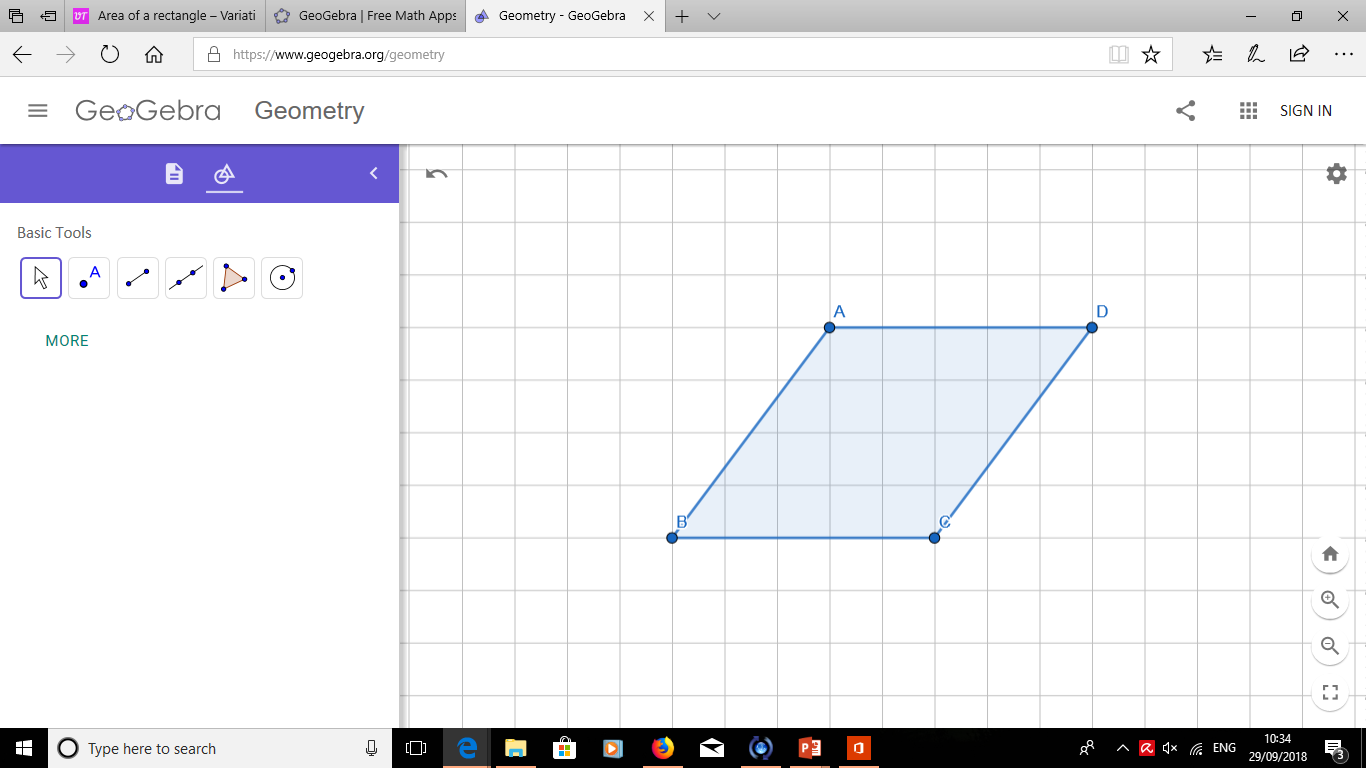 Area of a rectangle – Variati
GeoGebra | Free Math Apps
Geometry - GeoGebra
https://www.geogebra.org/geometry
GeoGebra
Geometry
SIGN IN
Basic Tools
A
MORE
A
D
B
C
Type here to search
ENG
10:34
29/09/2018
3